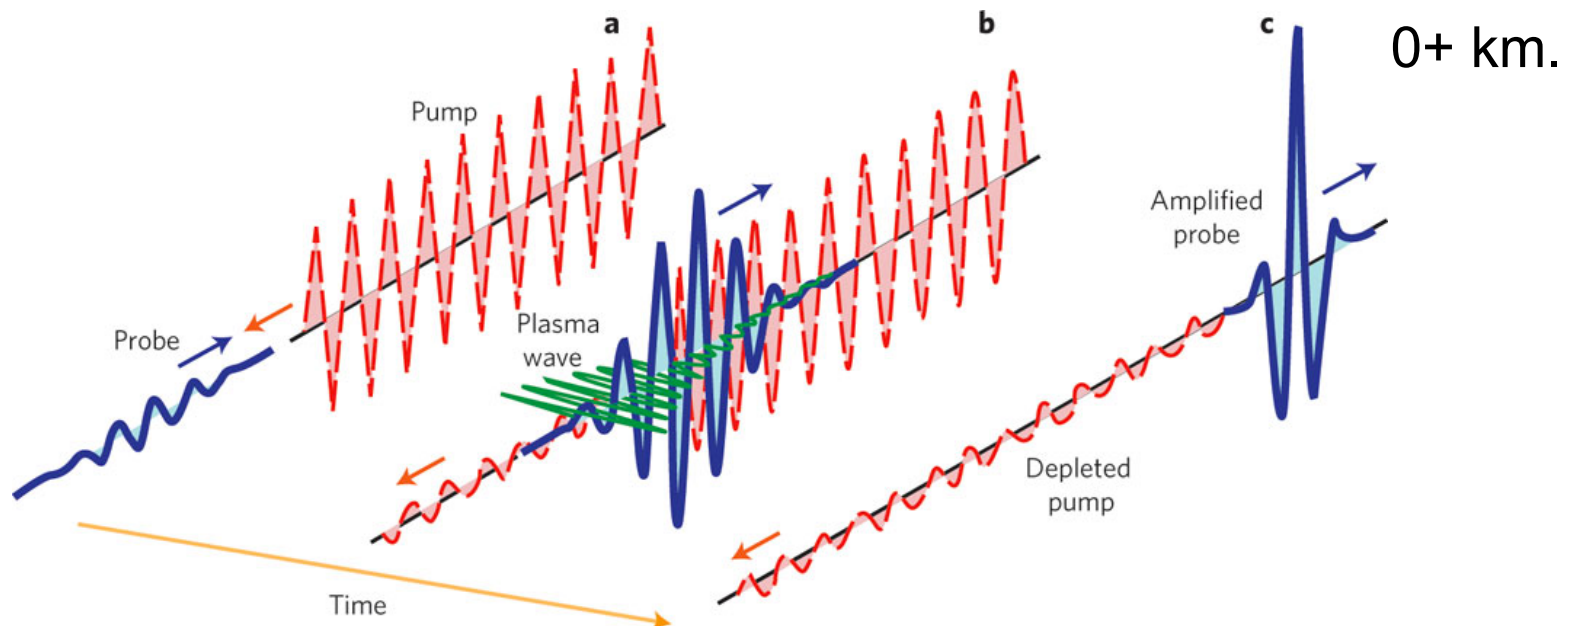 a
b
c
0+ km.
Pump
Probe
Plasma
wave
Amplified
probe
Depleted
pump
Time